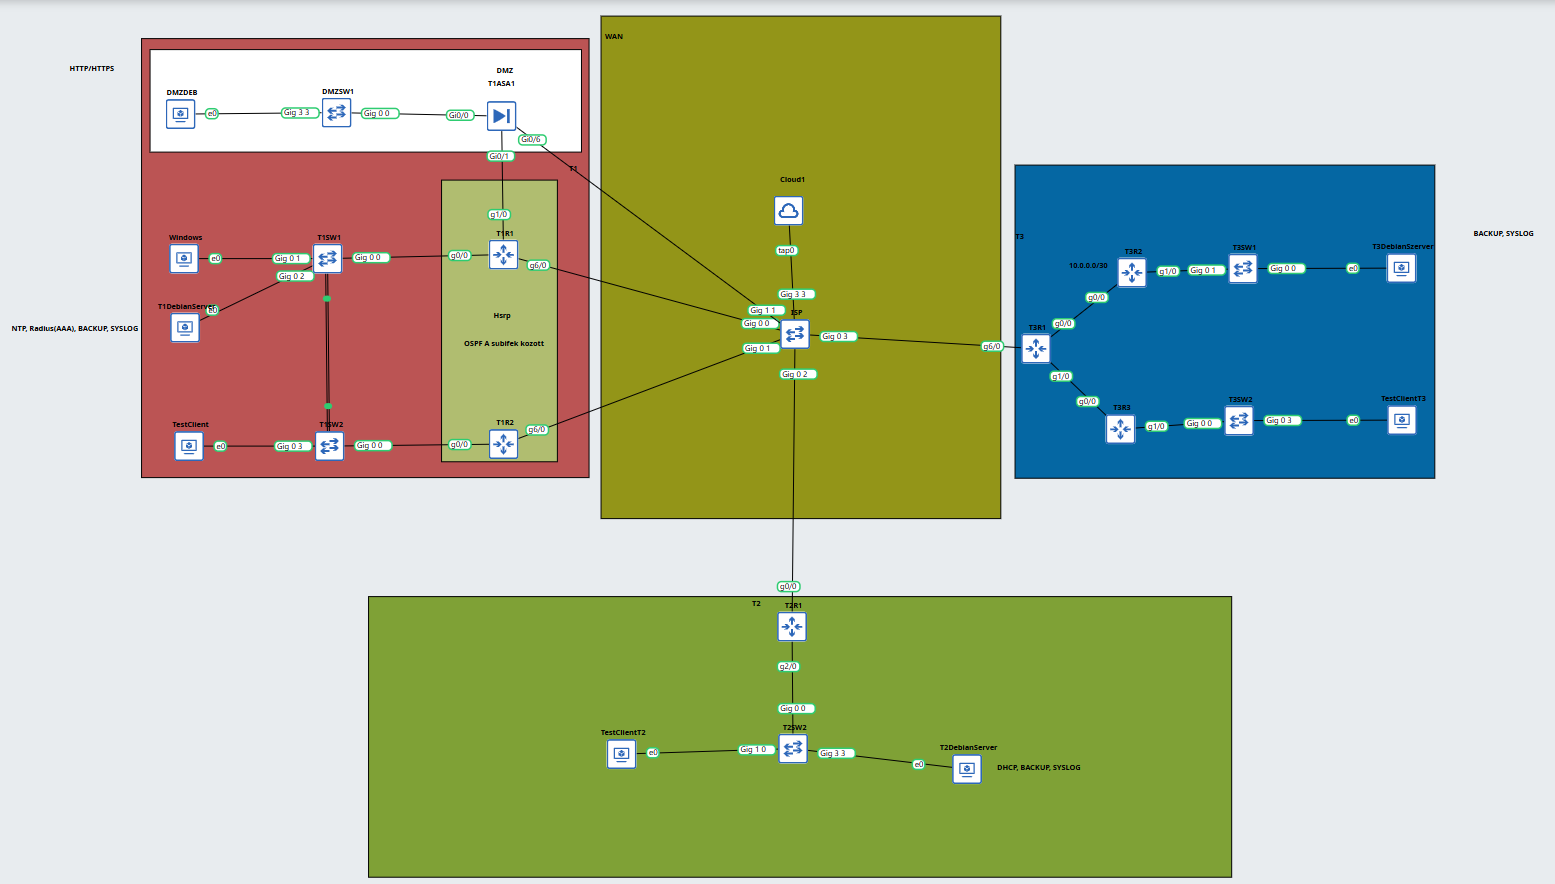 WAN
HTTP/HTTPS
DMZ
T1ASA1
DMZDEB
DMZSW1
e0
Gig 3 3
Gig 0 0
Gi0/0
Gi0/6
Gi0/1
T1
Cloud1
tap0
Gig 3 3
Gig 1 1
ISP
Gig 0 0
Gig 0 3
Gig 0 1
Gig 0 2
g1/0
Windows
T1SW1
T1R1
e0
Gig 0 1
Gig 0 0
g0/0
g6/0
Gig 0 2
T1DebianServer
e0
NTP, Radius(AAA), BACKUP, SYSLOG
Hsrp
OSPF A subifek kozott
TestClient
T1SW2
T1R2
g6/0
e0
Gig 0 3
Gig 0 0
g0/0
T3
BACKUP, SYSLOG
T3R2
T3SW1
T3DebianSzerver
10.0.0.0/30
g1/0
Gig 0 1
Gig 0 0
e0
g0/0
g0/0
T3R1
g6/0
g1/0
g0/0
T3R3
T3SW2
TestClientT3
g1/0
Gig 0 0
Gig 0 3
e0
g0/0
T2
T2R1
g2/0
Gig 0 0
T2SW2
TestClientT2
e0
Gig 1 0
Gig 3 3
e0
T2DebianServer
DHCP, BACKUP, SYSLOG